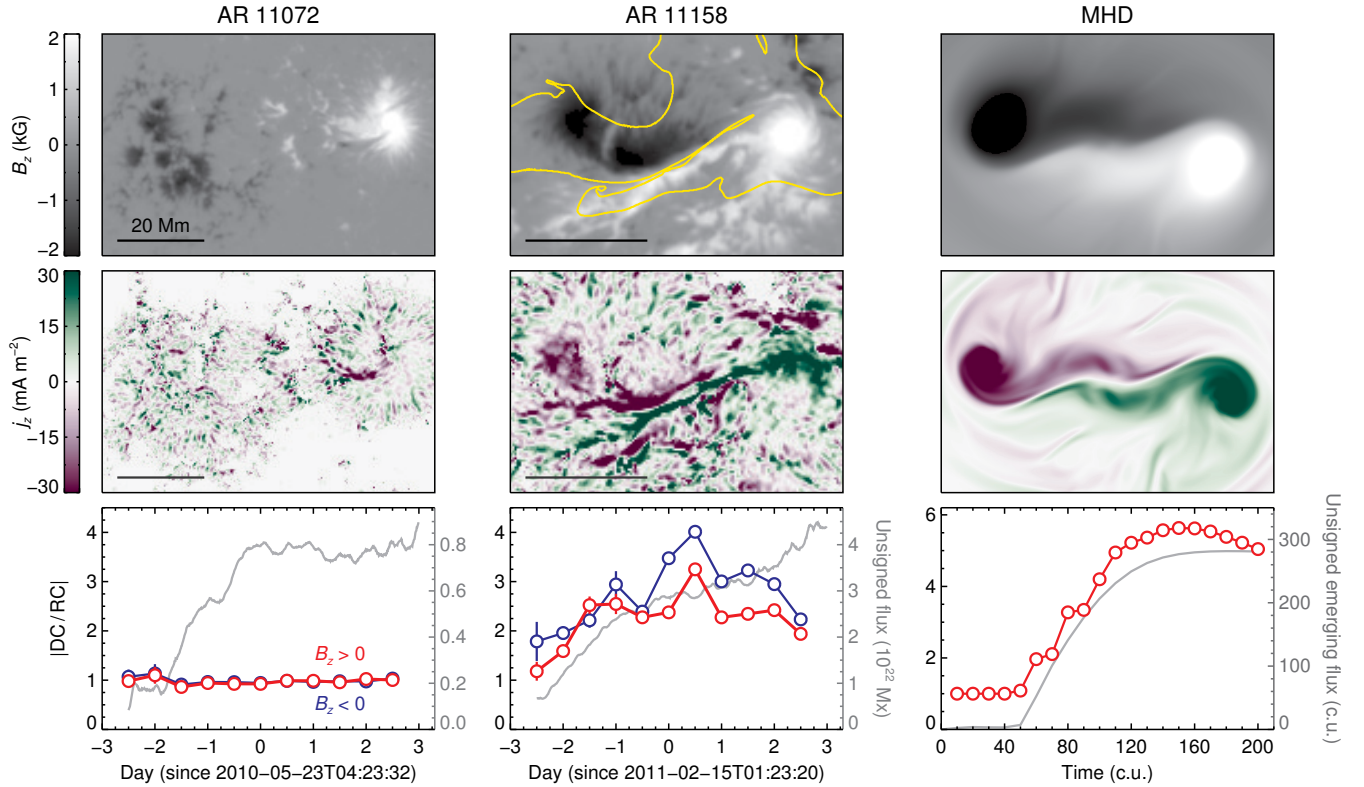 AR 11072
AR 11158
MHD
2
1
0
−1
−2
B_z (kG)
20 Mm
30
15
0
−15
−30
j_z (mA m⁻²)
4
3
2
1
0
|DC / RC|
B_z > 0
B_z < 0
0.8
0.6
0.4
0.2
0.0
−3 −2 −1 0 1 2 3
Day (since 2010−05−23T04:23:32)
4
3
2
1
0
4
3
2
1
0
Unsigned flux (10²² Mx)
−3 −2 −1 0 1 2 3
Day (since 2011−02−15T01:23:20)
6
4
2
0
300
200
100
0
Unsigned emerging flux (c.u.)
0 40 80 120 160 200
Time (c.u.)